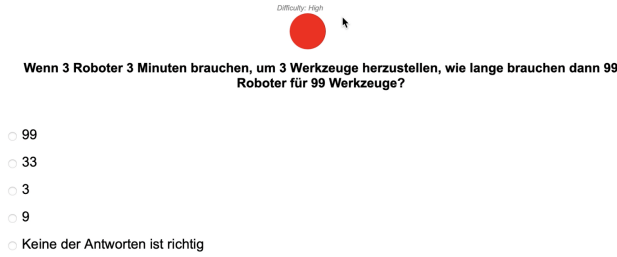 Difficulty: High
Wenn 3 Roboter 3 Minuten brauchen, um 3 Werkzeuge herzustellen, wie lange brauchen dann 99
Roboter für 99 Werkzeuge?
99
33
3
9
Keine der Antworten ist richtig